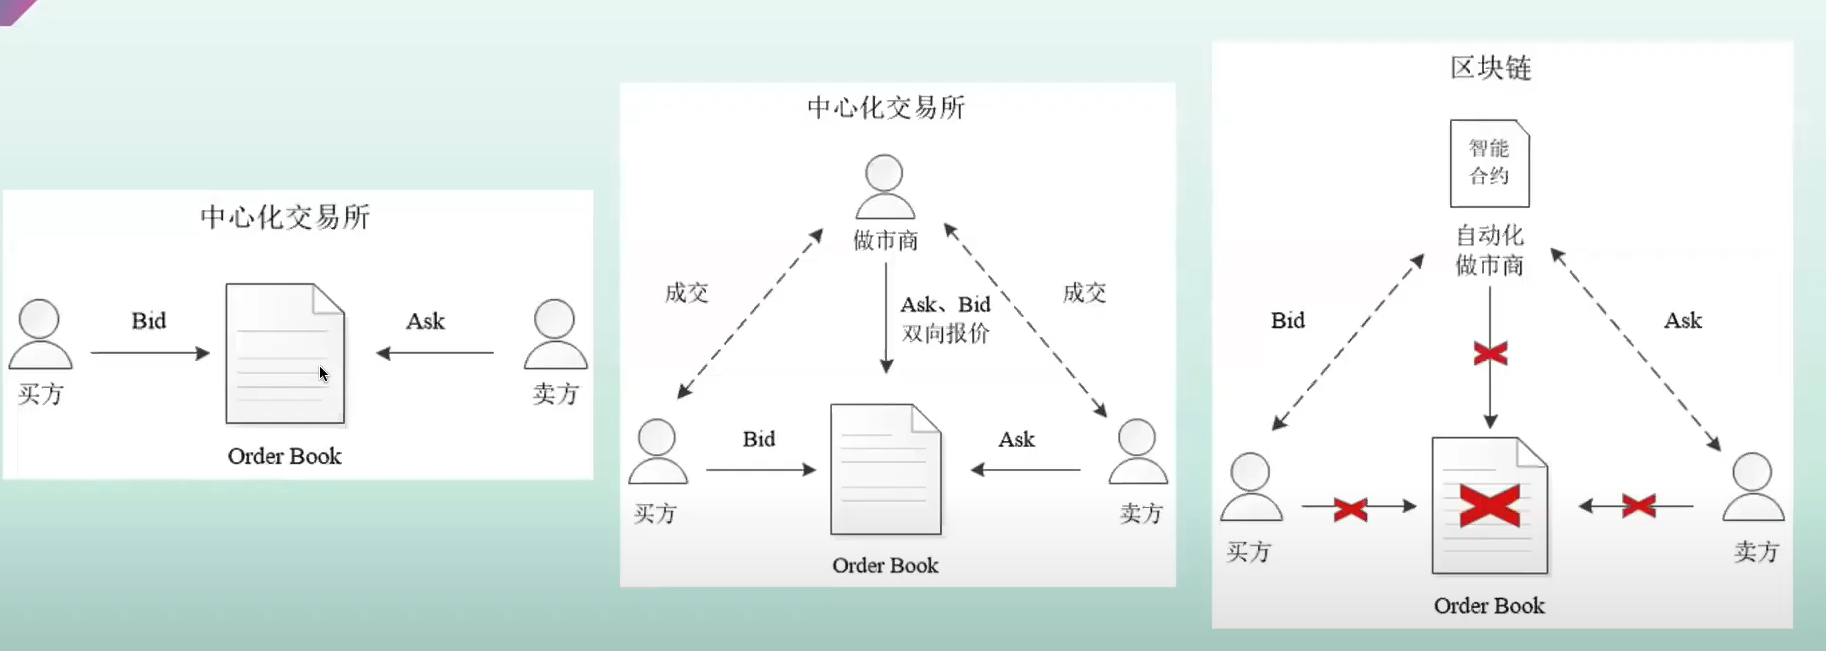 中心化交易所
Bid
Ask
买方
卖方
Order Book
中心化交易所
做市商
成交
成交
Ask、Bid
双向报价
Bid
Ask
买方
卖方
Order Book
区块链
智能
合约
自动化
做市商
Bid
Ask
买方
卖方
Order Book